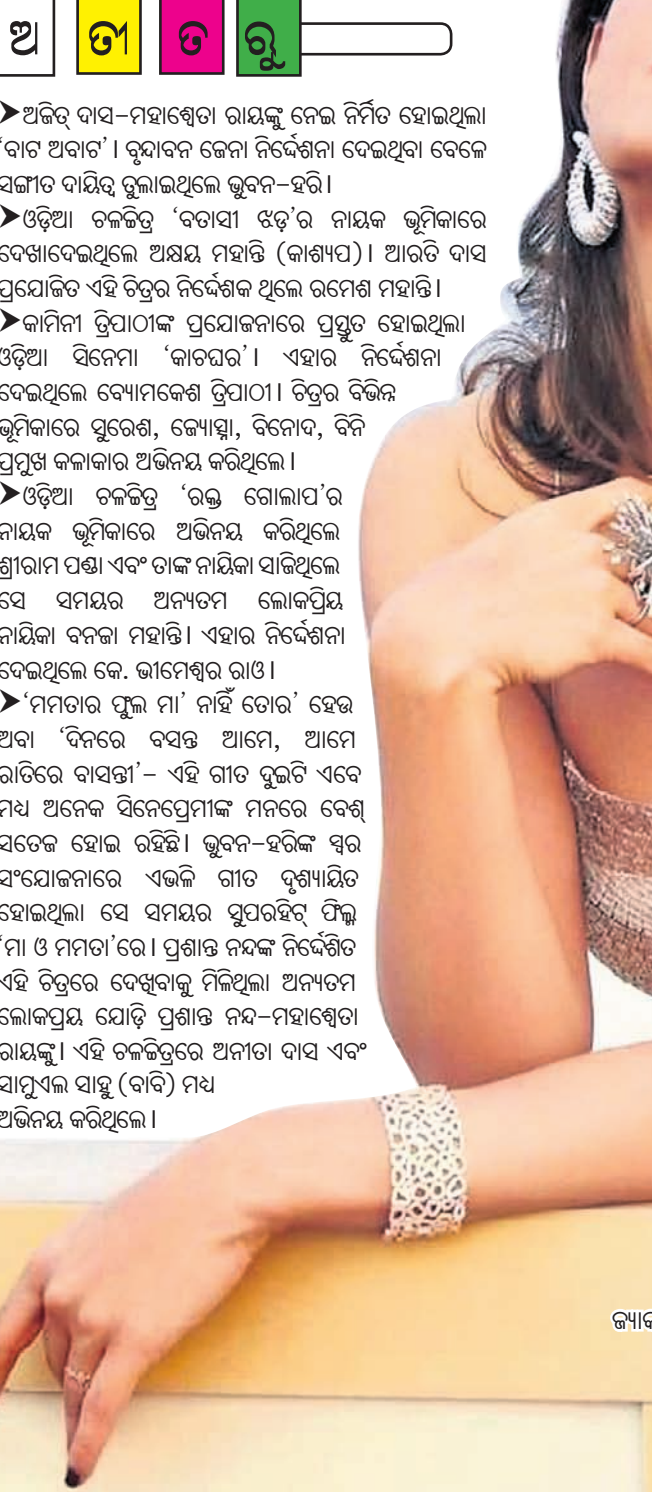 ଅତୀତରୁ
➤ଅଜିତ୍ ଦାସ–ମହାଶ୍ୱେତା ରାୟଙ୍କୁ ନେଇ ନିର୍ମିତ ହୋଇଥିଲା
'ବାଟ ଅବାଟ'। ବୃନ୍ଦାବନ ଜେନା ନିର୍ଦ୍ଦେଶନା ଦେଇଥିବା ବେଳେ
ସଙ୍ଗୀତ ଦାୟିତ୍ୱ ତୁଲାଇଥିଲେ ଭୁବନ–ହରି।
➤ଓଡ଼ିଆ ଚଳଚ୍ଚିତ୍ର 'ବତାସୀ ଝଡ଼'ର ନାୟକ ଭୂମିକାରେ
ଦେଖାଦେଇଥିଲେ ଅକ୍ଷୟ ମହାନ୍ତି (କାଶ୍ୟପ)। ଆରତି ଦାସ
ପ୍ରଯୋଜିତ ଏହି ଚିତ୍ରର ନିର୍ଦ୍ଦେଶକ ଥିଲେ ରମେଶ ମହାନ୍ତି।
➤କାମିନୀ ତ୍ରିପାଠୀଙ୍କ ପ୍ରଯୋଜନାରେ ପ୍ରସ୍ତୁତ ହୋଇଥିଲା
ଓଡ଼ିଆ ସିନେମା 'କାଚଘର'। ଏହାର ନିର୍ଦ୍ଦେଶନା
ଦେଇଥିଲେ ବ୍ୟୋମକେଶ ତ୍ରିପାଠୀ। ଚିତ୍ରର ବିଭିନ୍ନ
ଭୂମିକାରେ ସୁରେଶ, ଜ୍ୟୋତ୍ସ୍ନା, ବିନୋଦ, ବିନି
ପ୍ରମୁଖ କଳାକାର ଅଭିନୟ କରିଥିଲେ।
➤ଓଡ଼ିଆ ଚଳଚ୍ଚିତ୍ର 'ରକ୍ତ ଗୋଲାପ'ର
ନାୟକ ଭୂମିକାରେ ଅଭିନୟ କରିଥିଲେ
ଶ୍ରୀରାମ ପଣ୍ଡା ଏବଂ ତାଙ୍କ ନାୟିକା ସାଜିଥିଲେ
ସେ ସମୟର ଅନ୍ୟତମ ଲୋକପ୍ରିୟ
ନାୟିକା ବନଜା ମହାନ୍ତି। ଏହାର ନିର୍ଦ୍ଦେଶନା
ଦେଇଥିଲେ କେ. ଭୀମେଶ୍ୱର ରାଓ।
➤'ମମତାର ଫୁଲ ମା' ନାହିଁ ତୋର' ହେଉ
ଅବା 'ଦିନରେ ବସନ୍ତ ଆମେ, ଆମେ
ରାତିରେ ବାସନ୍ତୀ'– ଏହି ଗୀତ ଦୁଇଟି ଏବେ
ମଧ୍ୟ ଅନେକ ସିନେପ୍ରେମୀଙ୍କ ମନରେ ବେଶ୍
ସତେଜ ହୋଇ ରହିଛି। ଭୁବନ–ହରିଙ୍କ ସ୍ୱର
ସଂଯୋଜନାରେ ଏଭଳି ଗୀତ ଦୃଶ୍ୟାୟିତ
ହୋଇଥିଲା ସେ ସମୟର ସୁପରହିଟ୍ ଫିଲ୍ମ
'ମା ଓ ମମତା'ରେ। ପ୍ରଶାନ୍ତ ନନ୍ଦଙ୍କ ନିର୍ଦ୍ଦେଶିତ
ଏହି ଚିତ୍ରରେ ଦେଖିବାକୁ ମିଳିଥିଲା ଅନ୍ୟତମ
ଲୋକପ୍ରୟ ଯୋଡ଼ି ପ୍ରଶାନ୍ତ ନନ୍ଦ–ମହାଶ୍ୱେତା
ରାୟଙ୍କୁ। ଏହି ଚଳଚ୍ଚିତ୍ରରେ ଅନୀତା ଦାସ ଏବଂ
ସାମୁଏଲ ସାହୁ (ବାବି) ମଧ୍ୟ
ଅଭିନୟ କରିଥିଲେ।